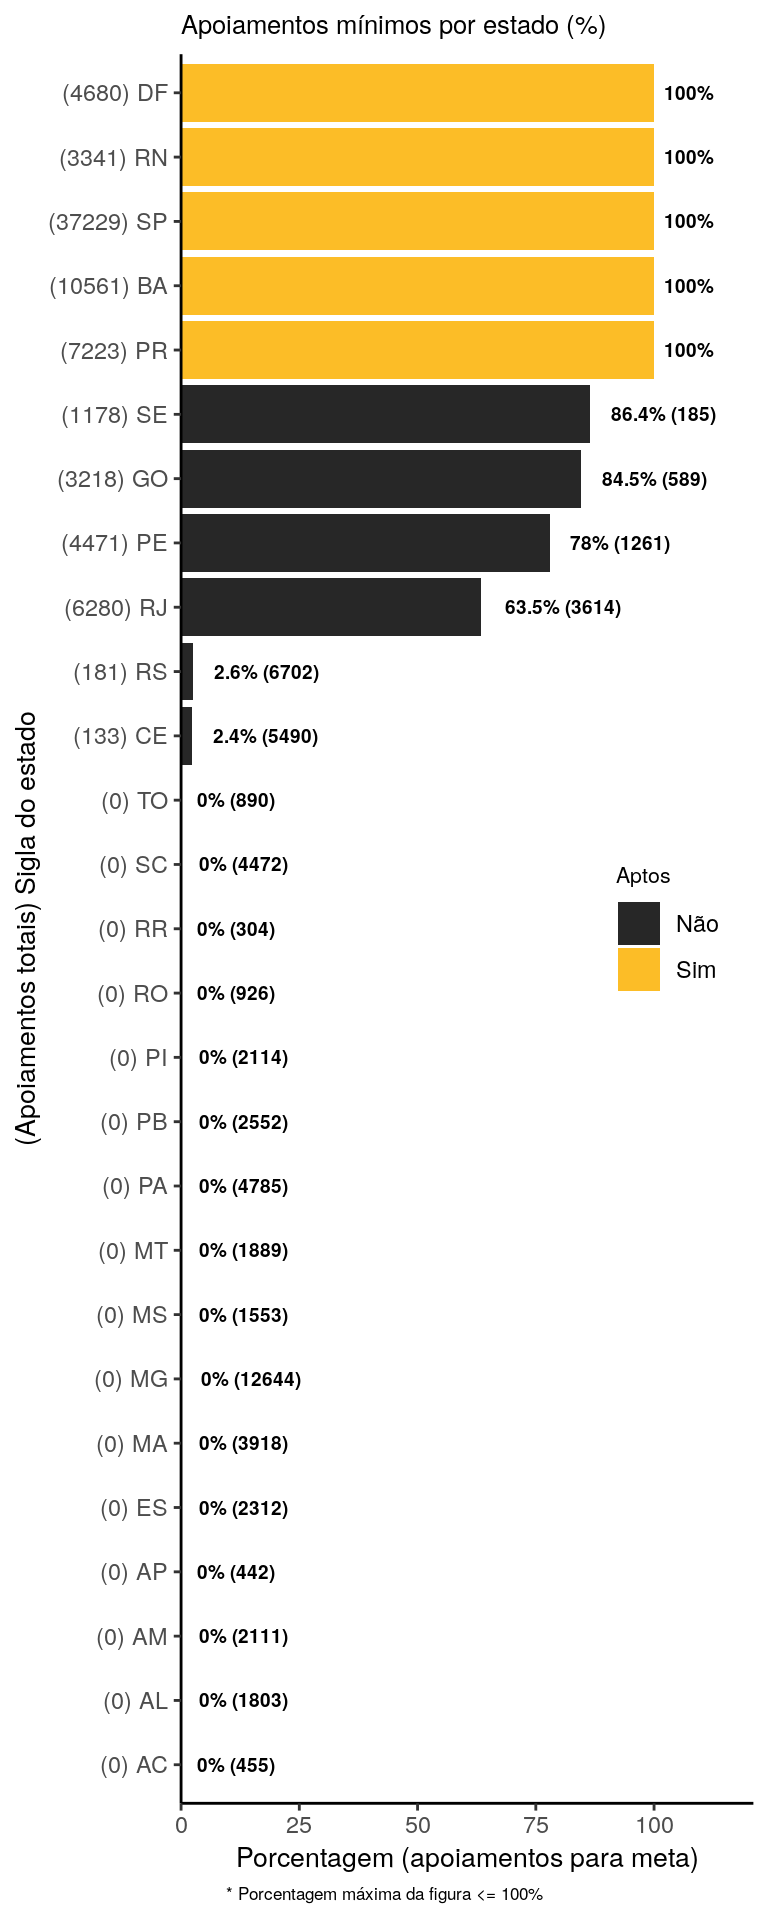 Apoiamentos mínimos por estado (%)
(4680) DF 100%
(3341) RN 100%
(37229) SP 100%
(10561) BA 100%
(7223) PR 100%
(1178) SE 86.4% (185)
(3218) GO 84.5% (589)
(4471) PE 78% (1261)
(6280) RJ 63.5% (3614)
(181) RS 2.6% (6702)
(133) CE 2.4% (5490)
(0) TO 0% (890)
(0) SC 0% (4472)
(0) RR 0% (304)
(0) RO 0% (926)
(0) PI 0% (2114)
(0) PB 0% (2552)
(0) PA 0% (4785)
(0) MT 0% (1889)
(0) MS 0% (1553)
(0) MG 0% (12644)
(0) MA 0% (3918)
(0) ES 0% (2312)
(0) AP 0% (442)
(0) AM 0% (2111)
(0) AL 0% (1803)
(0) AC 0% (455)
(Apoiamentos totais) Sigla do estado
Aptos
Não
Sim
0 25 50 75 100
Porcentagem (apoiamentos para meta)
* Porcentagem máxima da figura <= 100%